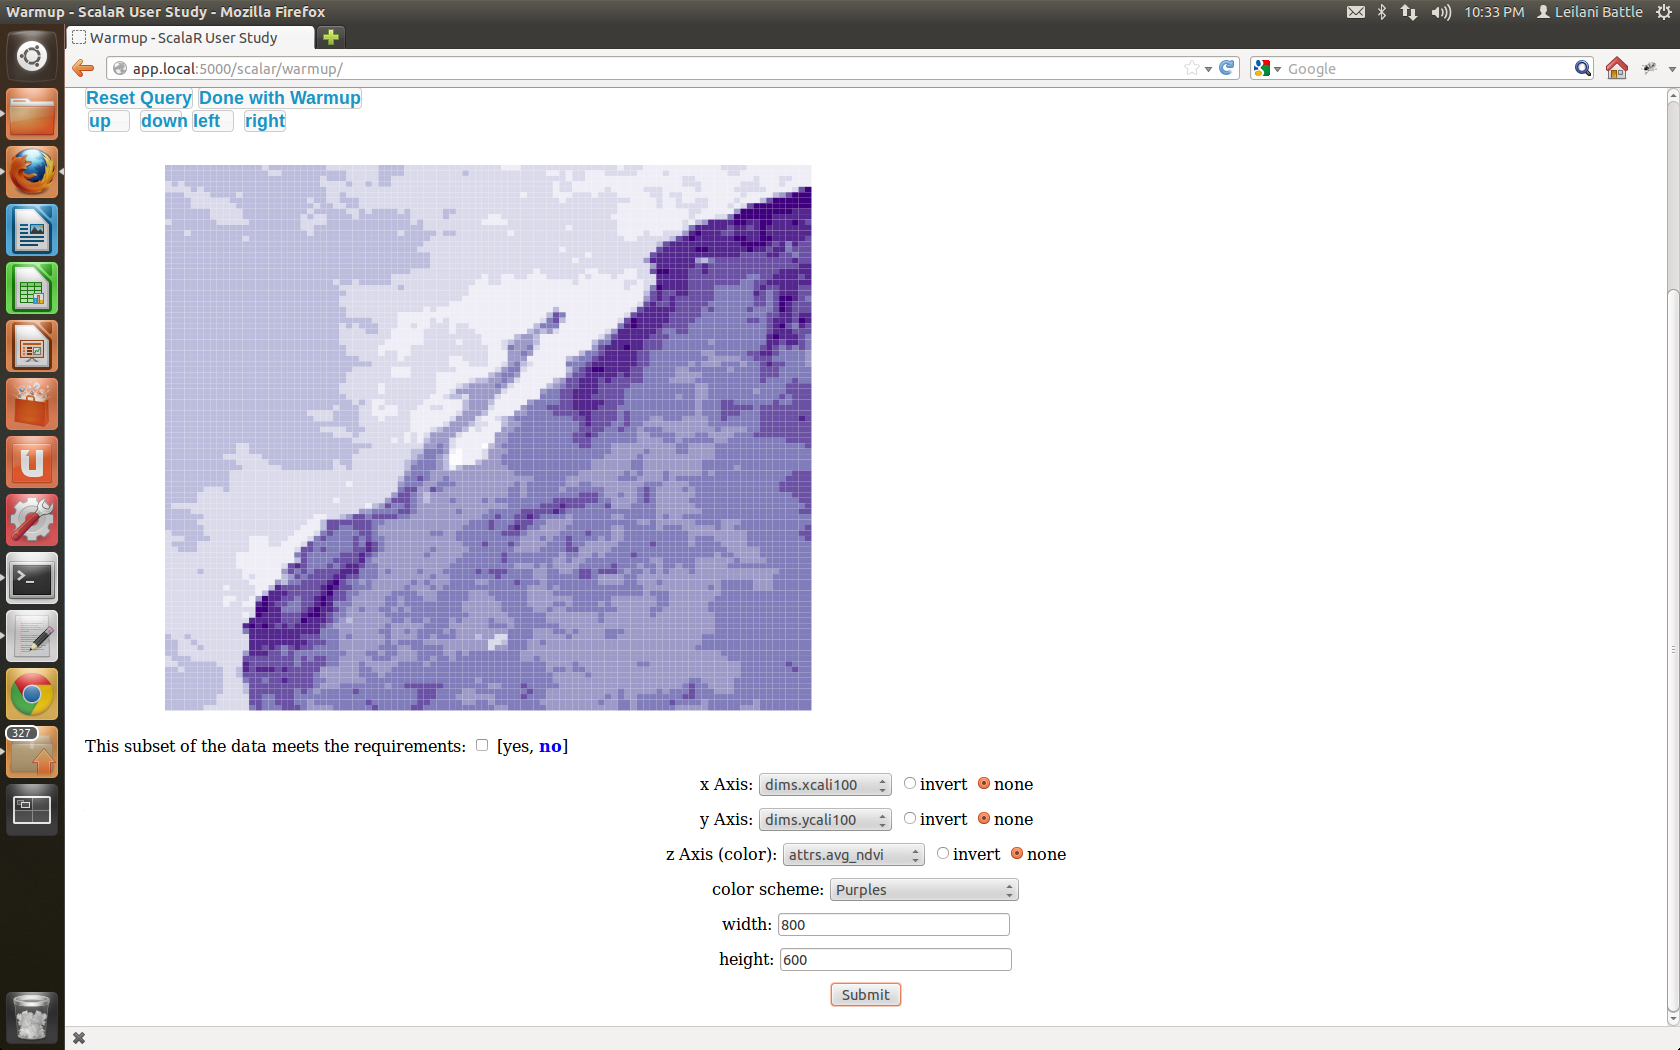 Warmup - ScalaR User Study - Mozilla Firefox
10:33 PM Leilani Battle
Warmup - ScalaR User Study
app.local:5000/scalar/warmup/
Google
Reset Query Done with Warmup
up down left right
This subset of the data meets the requirements: [yes, no]
x Axis: dims.xcali100 invert none
y Axis: dims.ycali100 invert none
z Axis (color): attrs.avg_ndvi invert none
color scheme: Purples
width: 800
height: 600
Submit
327